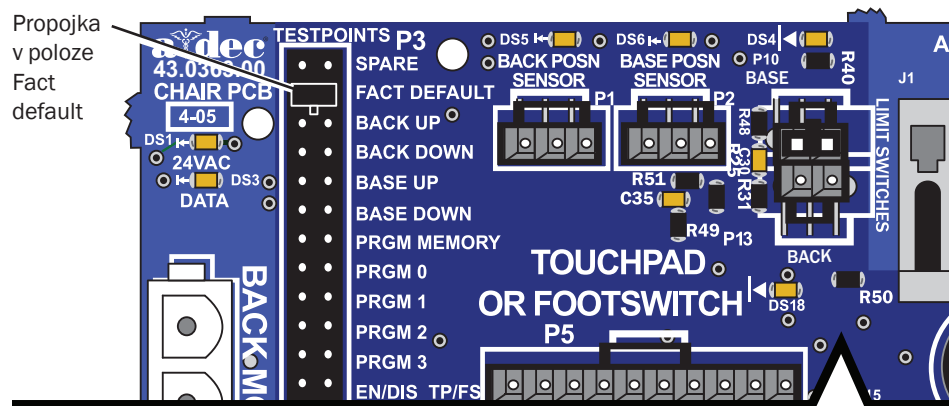 Propojka
v poloze
Fact
default
a-dec
43.0363.00
CHAIR PCB
4-05
DS1
24VAC
DS3
DATA
TESTPOINTS P3
SPARE
FACT DEFAULT
BACK UP
BACK DOWN
BASE UP
BASE DOWN
PRGM MEMORY
PRGM 0
PRGM 1
PRGM 2
PRGM 3
EN/DIS TP/FS
BACK MO
DS5
BACK POSN
SENSOR
P1
DS6
BASE POSN
SENSOR
P2
DS4
P10
BASE
R40
R48
R31
R51
C35
R49
P13
LIMIT SWITCHES
BACK
J1
A
TOUCHPAD
OR FOOTSWITCH
DS18
R50
P5